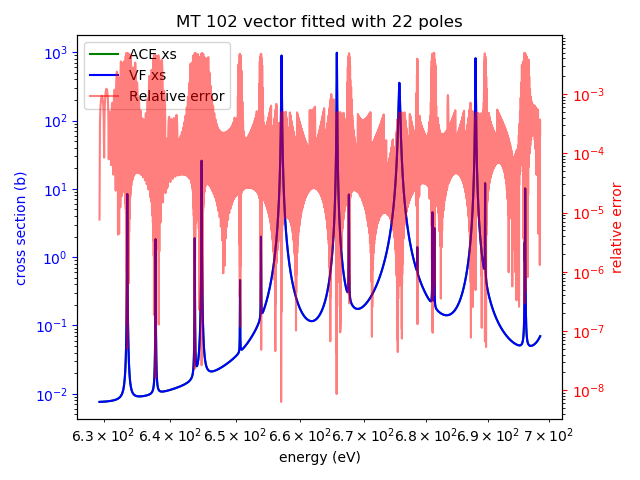 MT 102 vector fitted with 22 poles
ACE xs
VF xs
Relative error
cross section (b)
10³
10²
10¹
10⁰
10⁻¹
10⁻²
relative error
10⁻³
10⁻⁴
10⁻⁵
10⁻⁶
10⁻⁷
10⁻⁸
6.3 × 10² 6.4 × 10² 6.5 × 10² 6.6 × 10² 6.7 × 10² 6.8 × 10² 6.9 × 10² 7 × 10²
energy (eV)